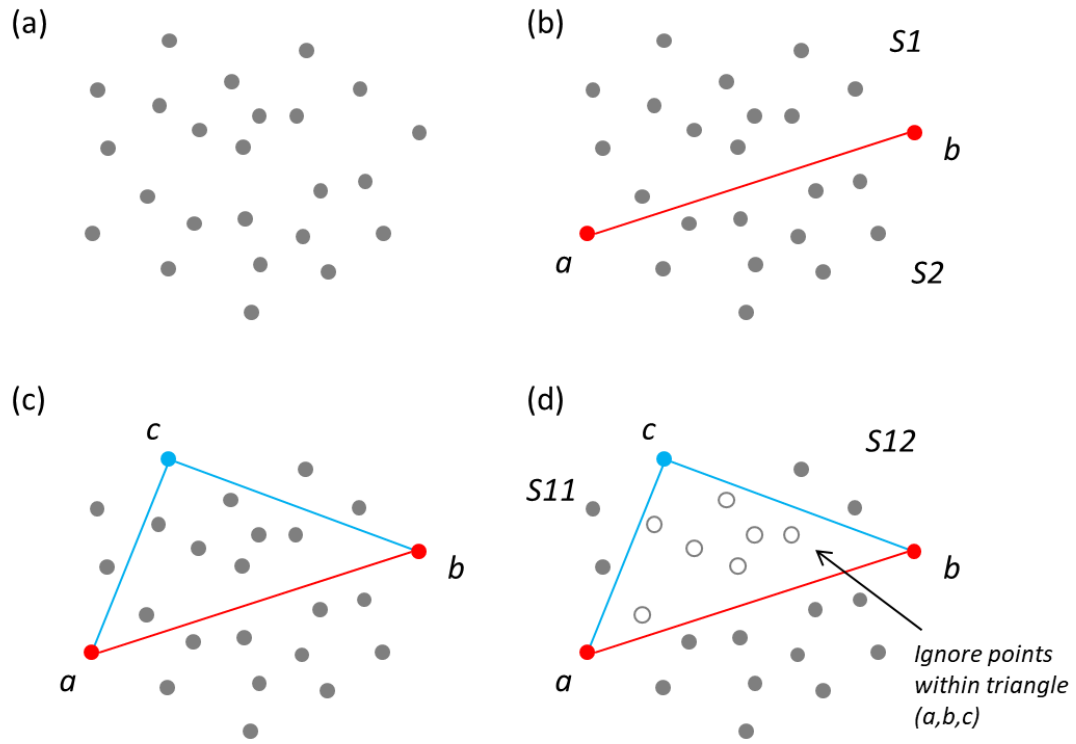 (a)
(b)
S1
b
a
S2
(c)
c
b
a
(d)
c
S12
S11
b
a
Ignore points
within triangle
(a,b,c)